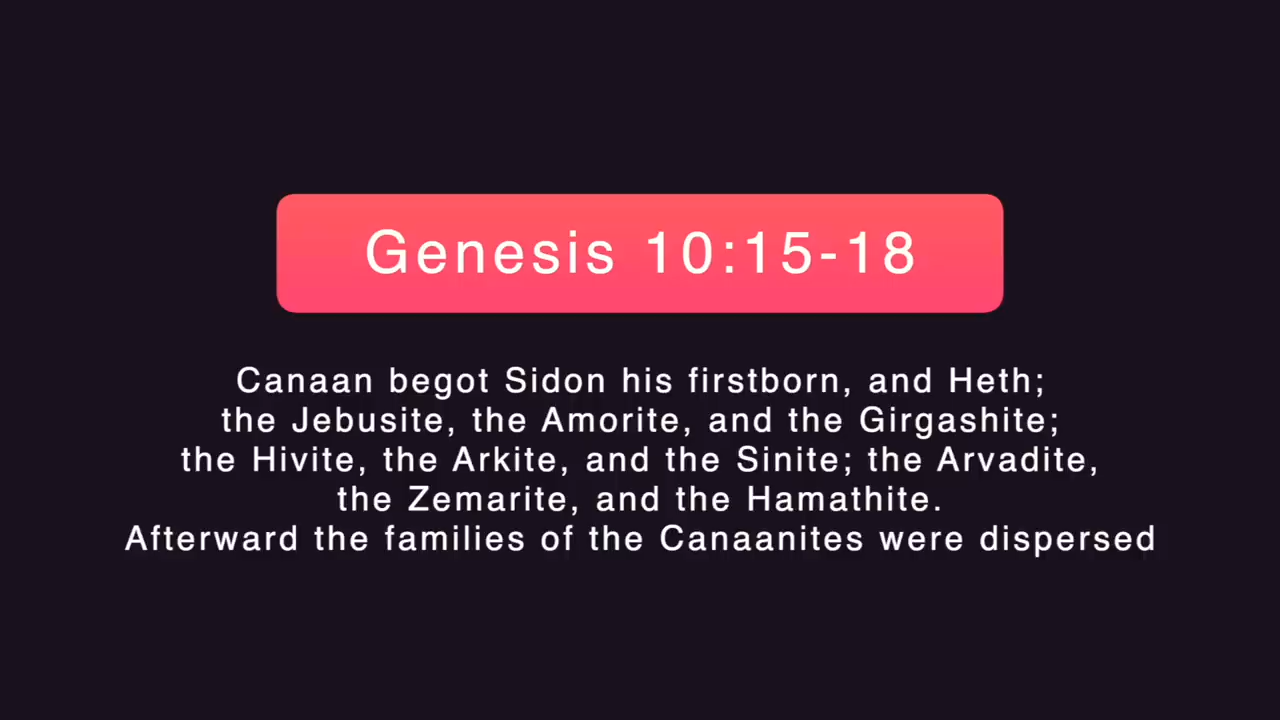 Genesis 10:15-18
Canaan begot Sidon his firstborn, and Heth;
the Jebusite, the Amorite, and the Girgashite;
the Hivite, the Arkite, and the Sinite; the Arvadite,
the Zemarite, and the Hamathite.
Afterward the families of the Canaanites were dispersed